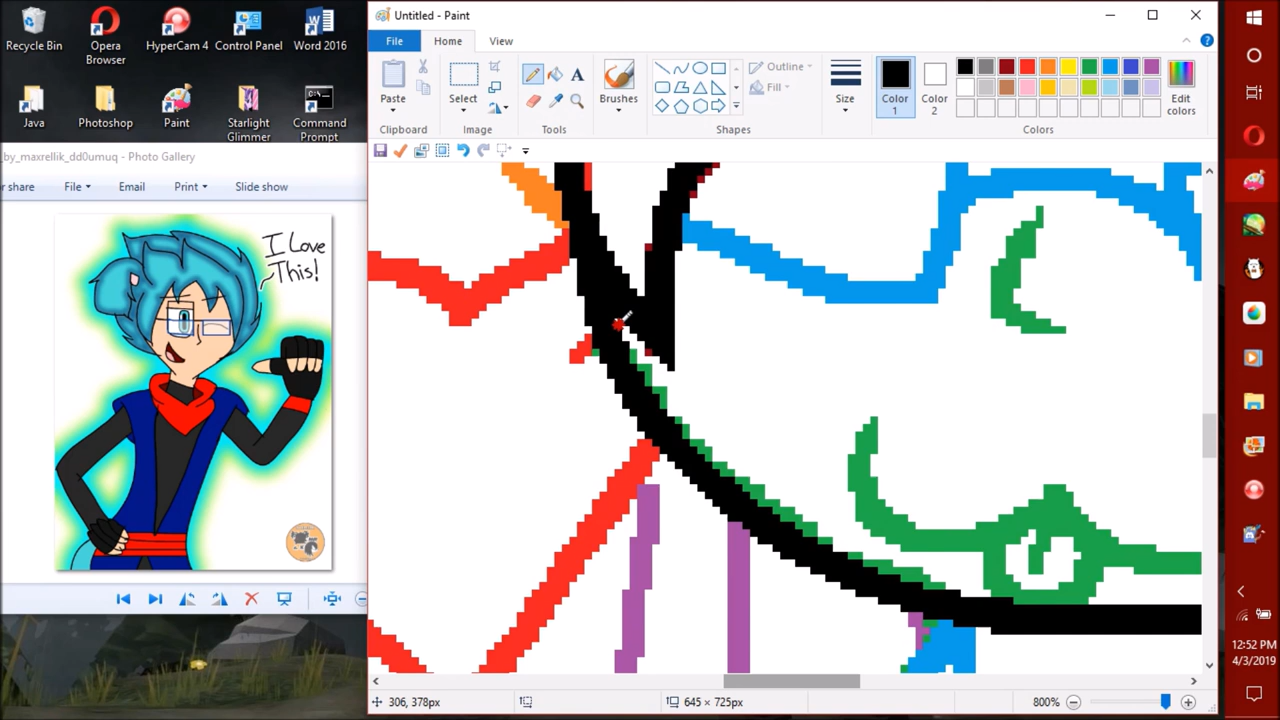 Recycle Bin
Opera
Browser
HyperCam 4
Control Panel
Word 2016
Java
Photoshop
Paint
Starlight
Glimmer
Command
Prompt
_by_maxrellik_dd0umuq - Photo Gallery
r share
File
Email
Print
Slide show
I Love
This!
Untitled - Paint
File
Home
View
Paste
Select
Brushes
Outline
Fill
Size
Color
1
Color
2
Edit
colors
Clipboard
Image
Tools
Shapes
Colors
306, 378px
645 × 725px
800%
12:52 PM
4/3/2019